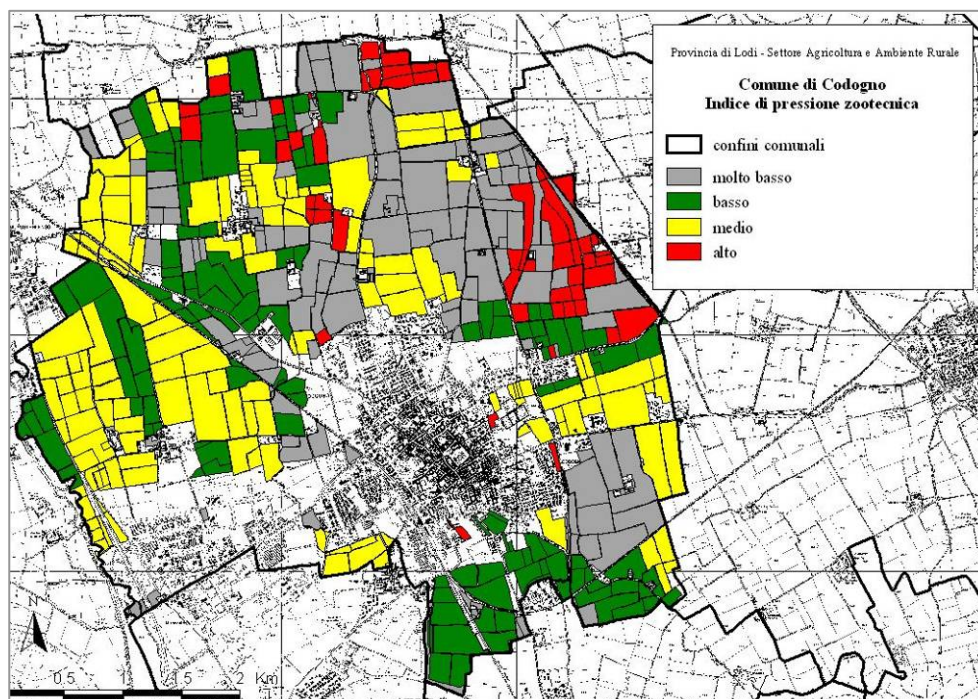 Provincia di Lodi - Settore Agricoltura e Ambiente Rurale
Comune di Codogno
Indice di pressione zootecnica
confini comunali
molto basso
basso
medio
alto
N
0.5 1 1.5 2 Km